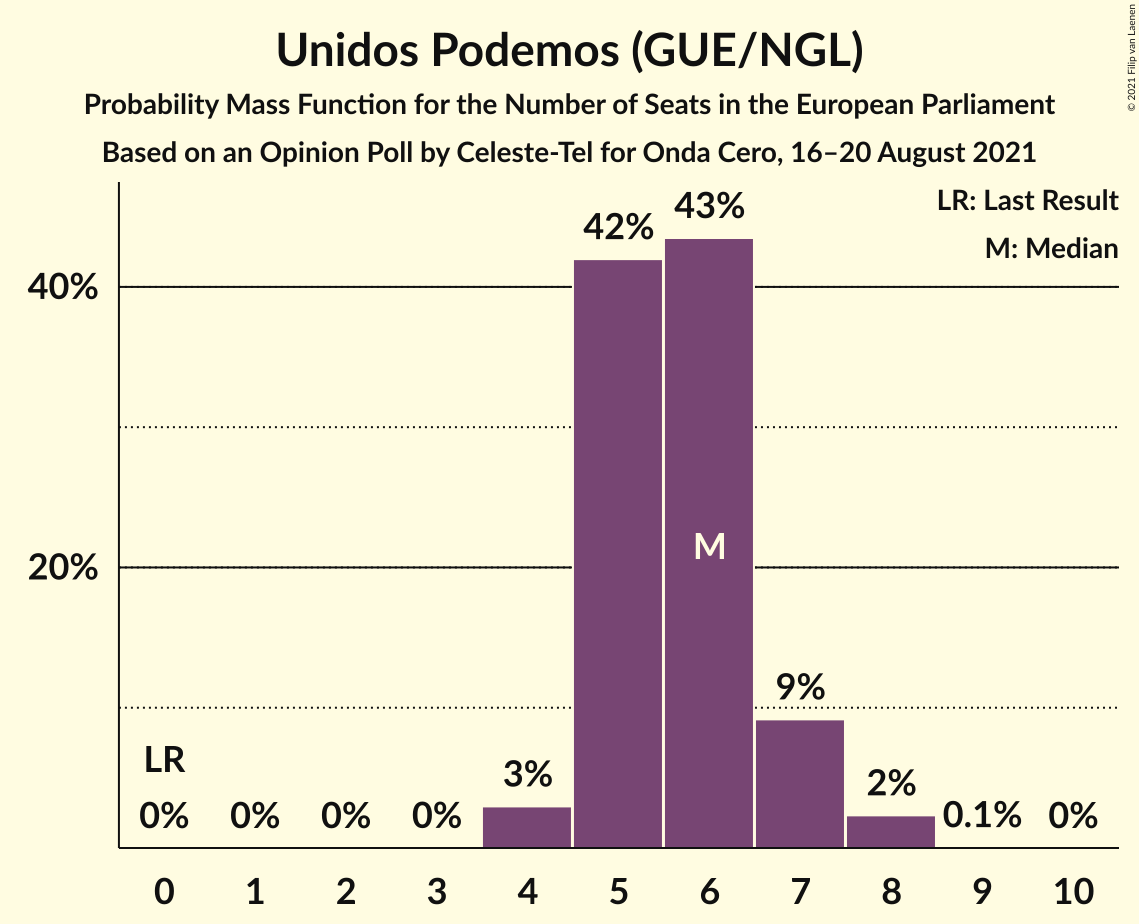 Unidos Podemos (GUE/NGL)
Probability Mass Function for the Number of Seats in the European Parliament
Based on an Opinion Poll by Celeste-Tel for Onda Cero, 16–20 August 2021
© 2021 Filip van Laenen
LR: Last Result
M: Median
43%
42%
40%
M
20%
9%
LR
3%
2%
0% 0% 0% 0% 0.1% 0%
0 1 2 3 4 5 6 7 8 9 10